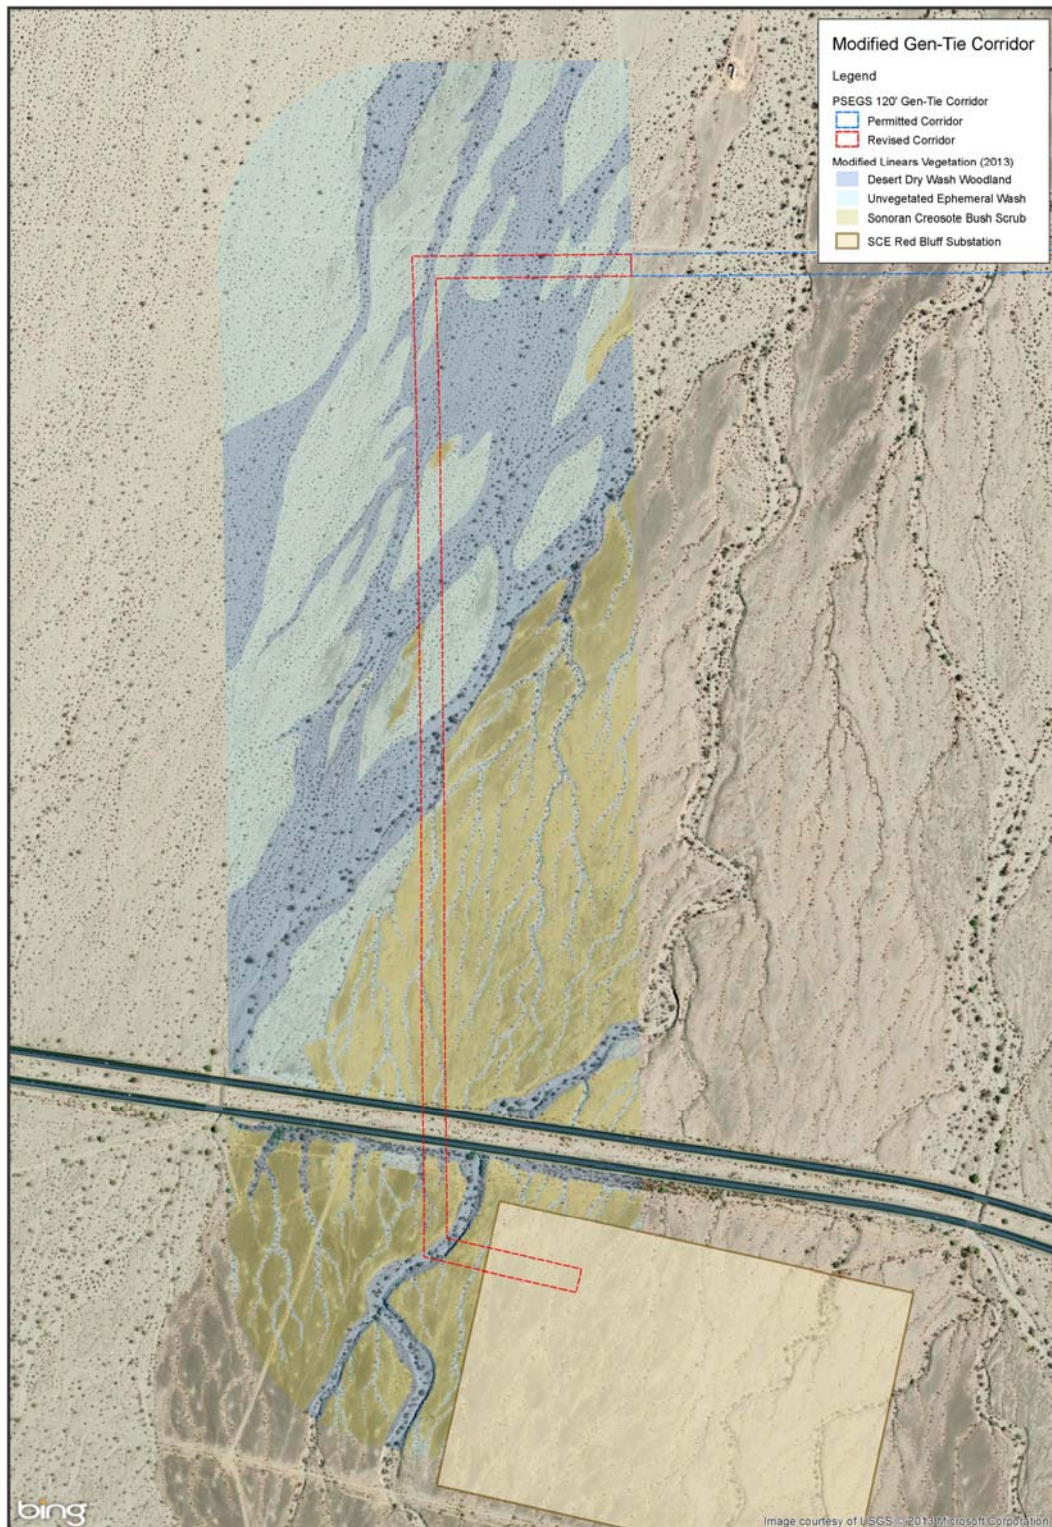 Modified Gen-Tie Corridor
Legend
PSEGS 120' Gen-Tie Corridor
Permitted Corridor
Revised Corridor
Modified Linears Vegetation (2013)
Desert Dry Wash Woodland
Unvegetated Ephemeral Wash
Sonoran Creosote Bush Scrub
SCE Red Bluff Substation
bing
Image courtesy of USGS © 2013 Microsoft Corporation